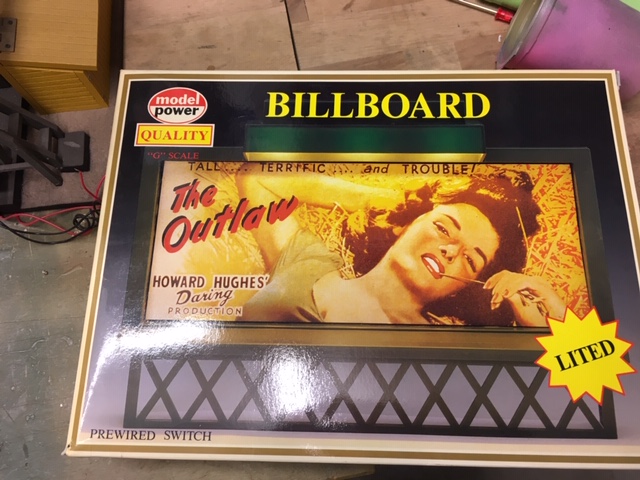 model
power
BILLBOARD
QUALITY
"G" SCALE
TALL.... TERRIFIC.... and TROUBLE!
The
Outlaw
HOWARD HUGHES'
Daring
PRODUCTION
LITED
PREWIRED SWITCH